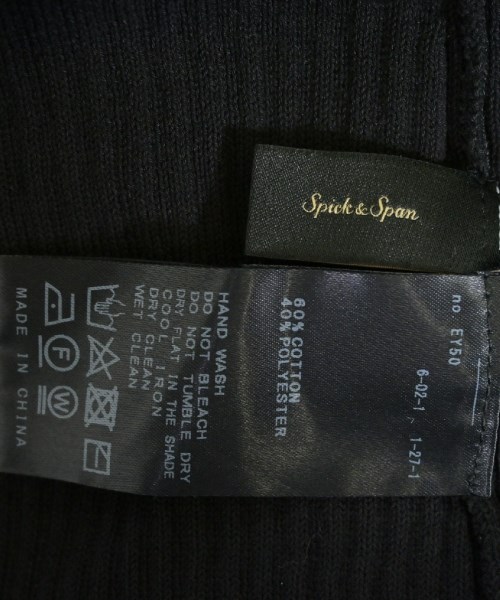 Spick & Span
no EY50
6-02-1
1-27-1
60% COTTON
40% POLYESTER
HAND WASH
DO NOT BLEACH
DO NOT TUMBLE DRY
DRY FLAT IN THE SHADE
COOL IRON
DRY CLEAN
WET CLEAN
F
W
MADE IN CHINA